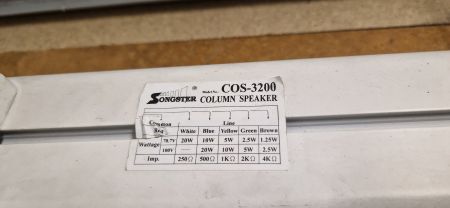 Smart ®
SONGSTER
Model No. COS-3200
COLUMN SPEAKER
Common Line
Red White Blue Yellow Green Brown
Wattage 70.7V 20W 10W 5W 2.5W 1.25W
100V — 20W 10W 5W 2.5W
Imp. 250Ω 500Ω 1KΩ 2KΩ 4KΩ